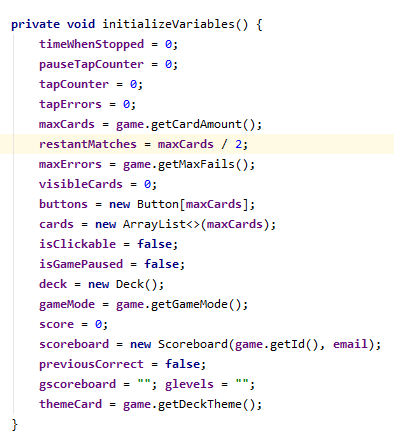 private void initializeVariables() {
    timeWhenStopped = 0;
    pauseTapCounter = 0;
    tapCounter = 0;
    tapErrors = 0;
    maxCards = game.getCardAmount();
    restantMatches = maxCards / 2;
    maxErrors = game.getMaxFails();
    visibleCards = 0;
    buttons = new Button[maxCards];
    cards = new ArrayList<>(maxCards);
    isClickable = false;
    isGamePaused = false;
    deck = new Deck();
    gameMode = game.getGameMode();
    score = 0;
    scoreboard = new Scoreboard(game.getId(), email);
    previousCorrect = false;
    gscoreboard = ""; glevels = "";
    themeCard = game.getDeckTheme();
}